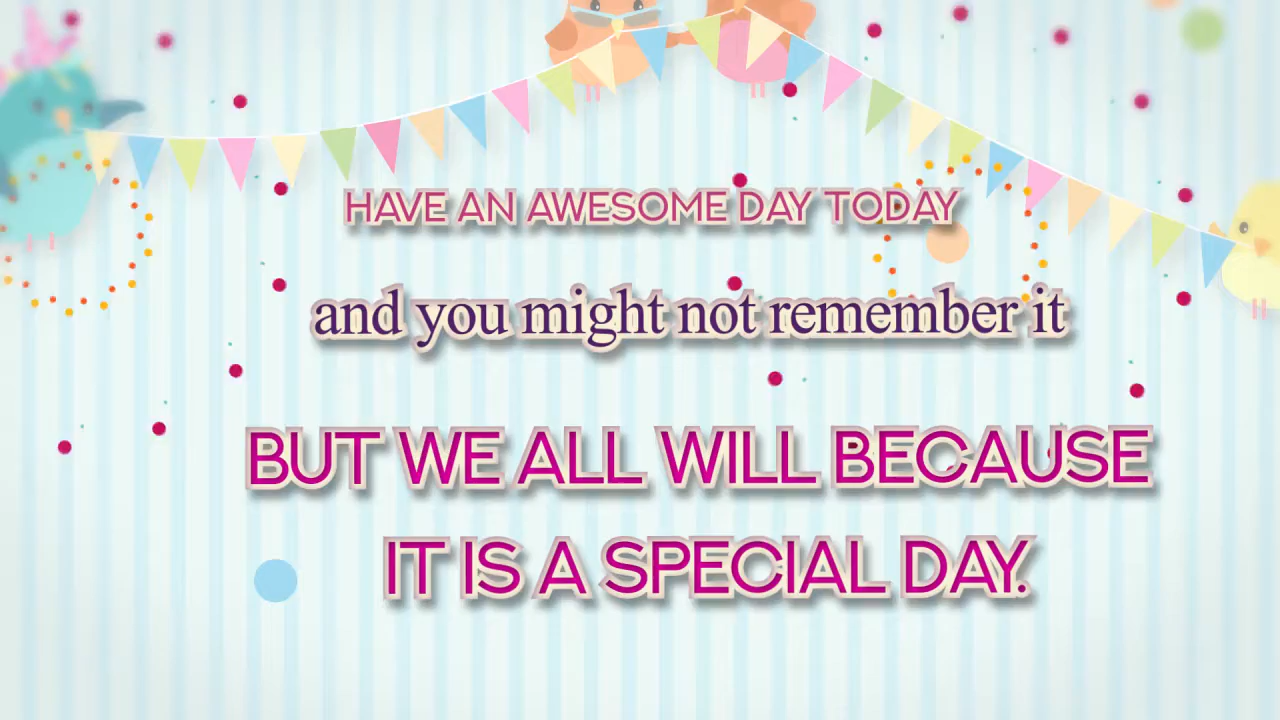 HAVE AN AWESOME DAY TODAY
and you might not remember it
BUT WE ALL WILL BECAUSE
IT IS A SPECIAL DAY.